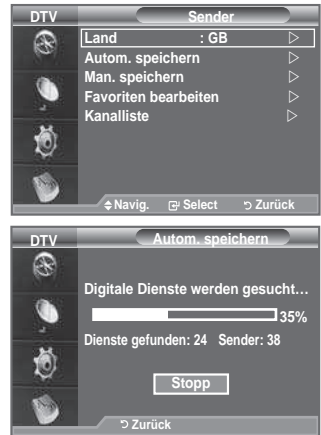 DTV Sender
Land : GB
Autom. speichern
Man. speichern
Favoriten bearbeiten
Kanalliste
Navig. Select Zurück
DTV Autom. speichern
Digitale Dienste werden gesucht...
35%
Dienste gefunden: 24 Sender: 38
Stopp
Zurück